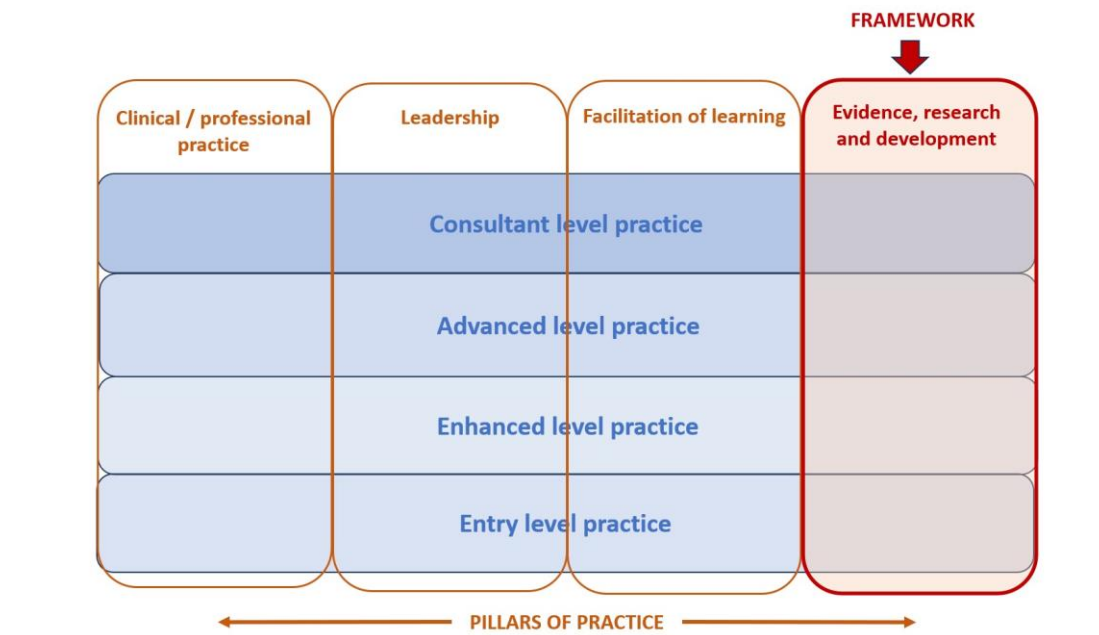 FRAMEWORK
Clinical / professional
practice
Leadership
Facilitation of learning
Evidence, research
and development
Consultant level practice
Advanced level practice
Enhanced level practice
Entry level practice
PILLARS OF PRACTICE